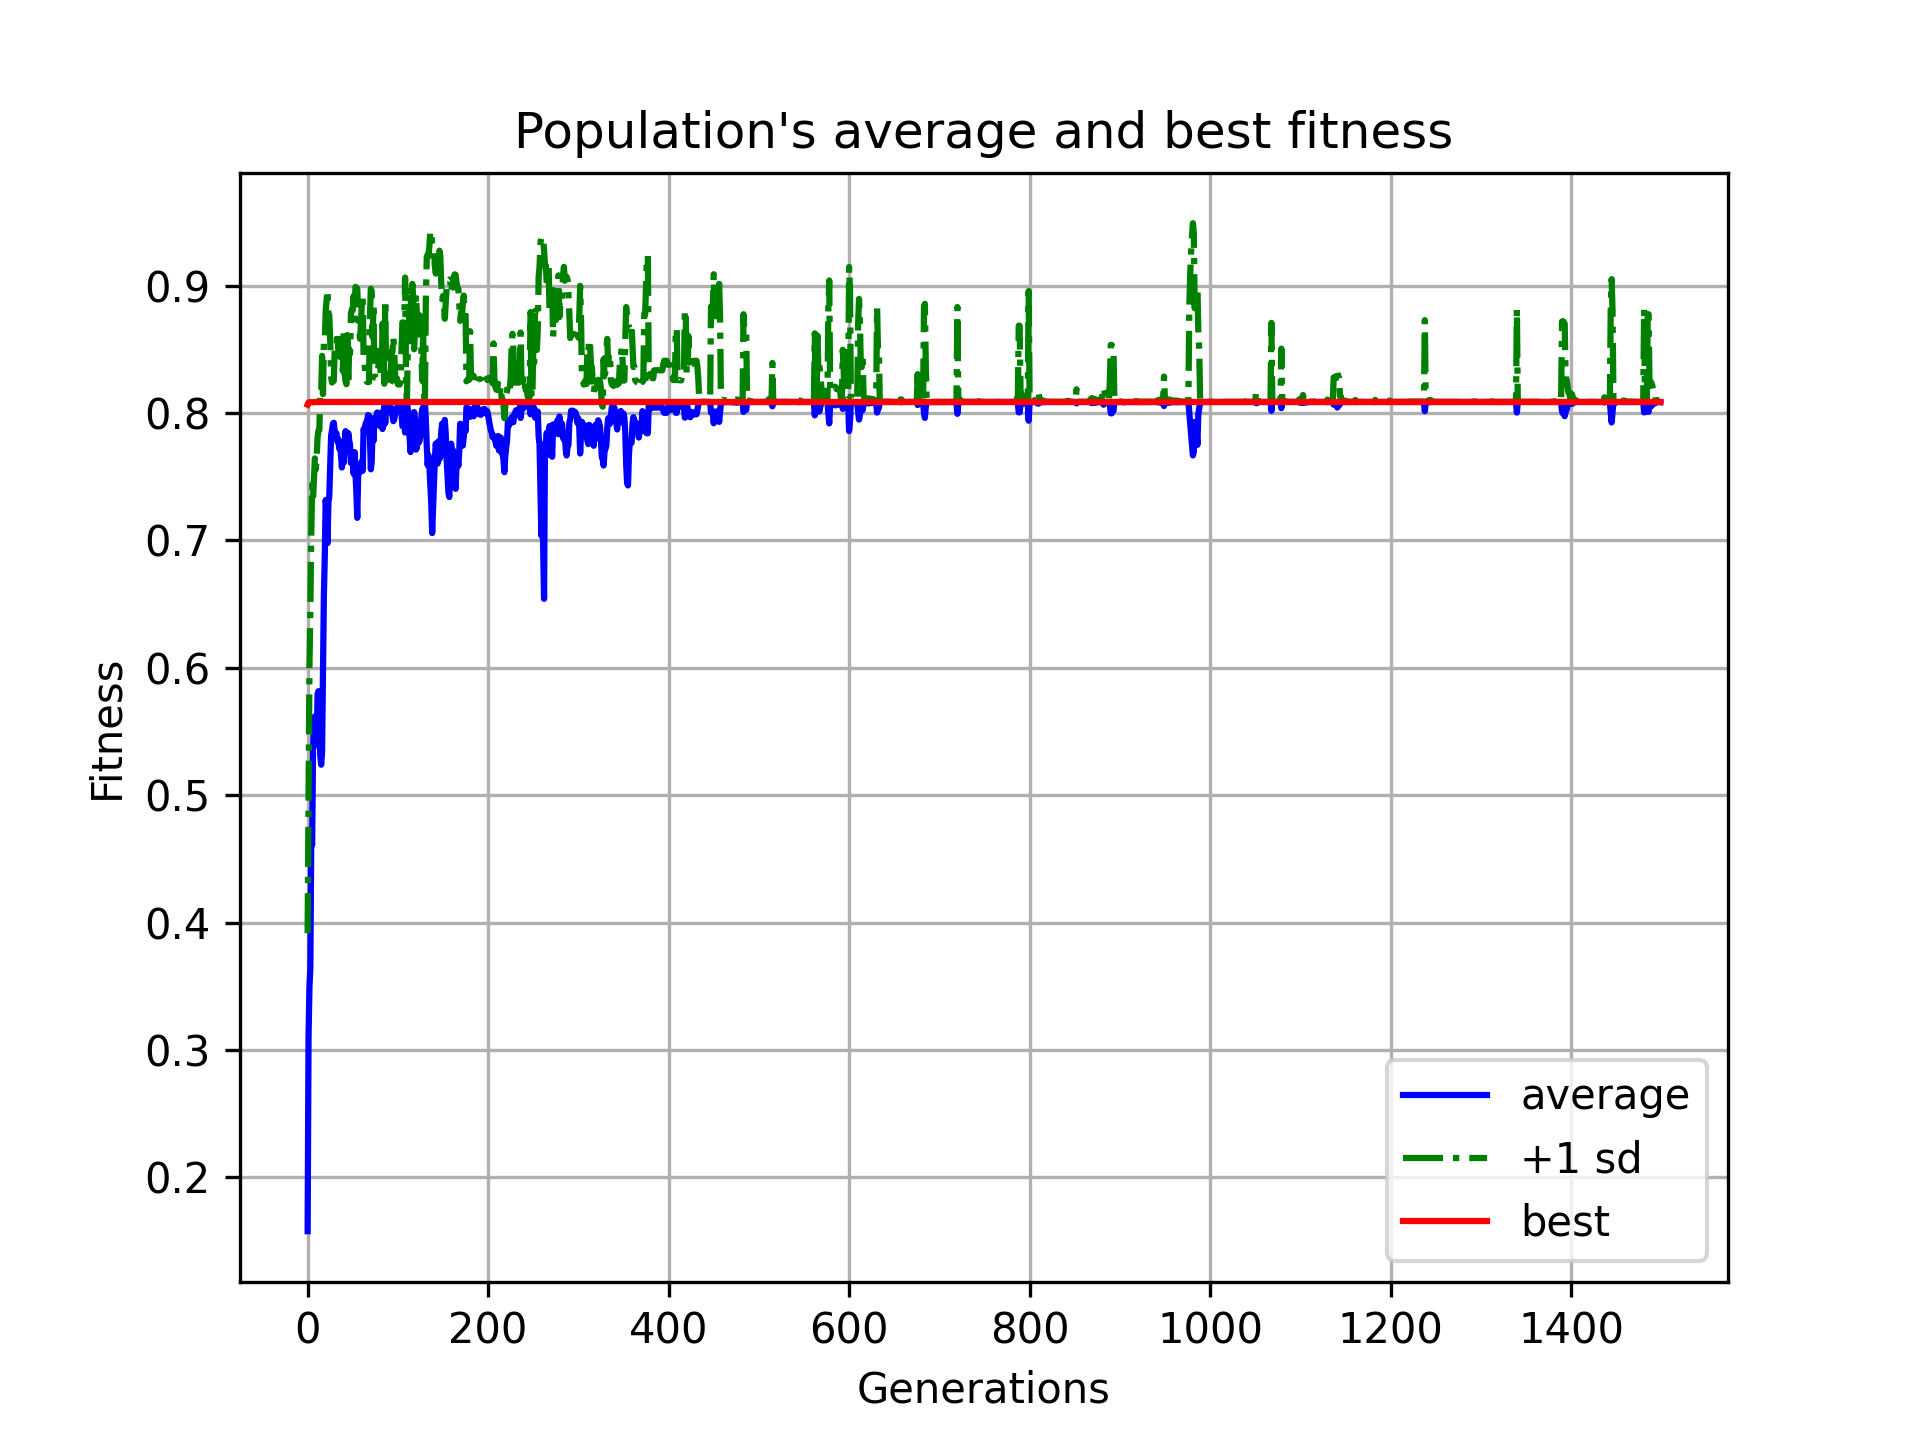 Population's average and best fitness
Fitness
0.9
0.8
0.7
0.6
0.5
0.4
0.3
0.2
average
+1 sd
best
0 200 400 600 800 1000 1200 1400
Generations